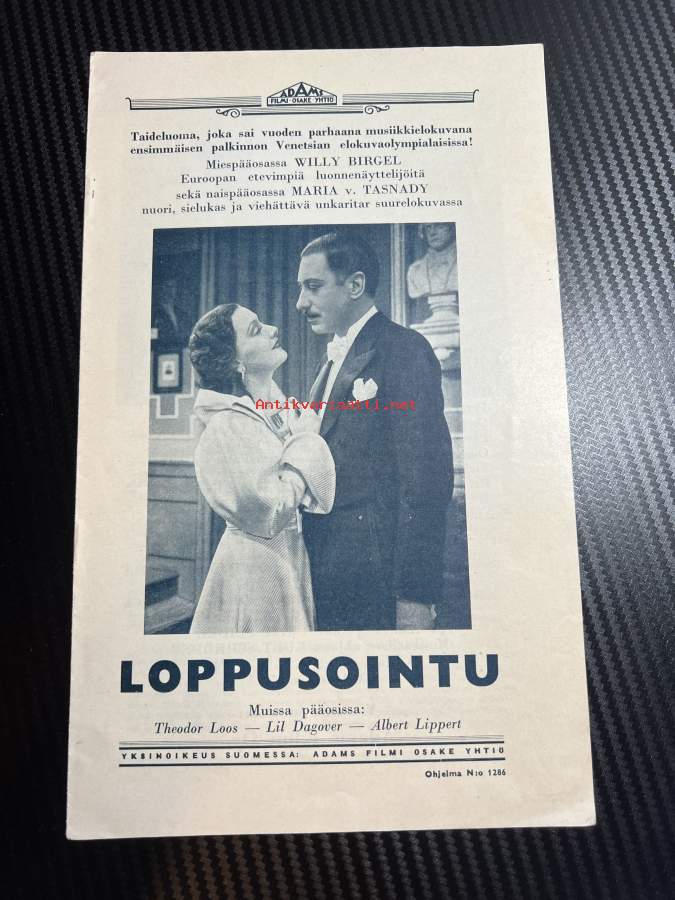 ADAMS
FILMI · OSAKE YHTIÖ
Taideluoma, joka sai vuoden parhaana musiikkielokuvana
ensimmäisen palkinnon Venetsian elokuvaolympialaisissa!
Miespääosassa WILLY BIRGEL
Euroopan etevimpiä luonnenäyttelijöitä
sekä naispääosassa MARIA v. TASNADY
nuori, sielukas ja viehättävä unkaritar suurelokuvassa
Antikvariaatti.net
LOPPUSOINTU
Muissa pääosissa:
Theodor Loos — Lil Dagover — Albert Lippert
YKSINOIKEUS SUOMESSA: ADAMS FILMI OSAKE YHTIÖ
Ohjelma N:o 1286